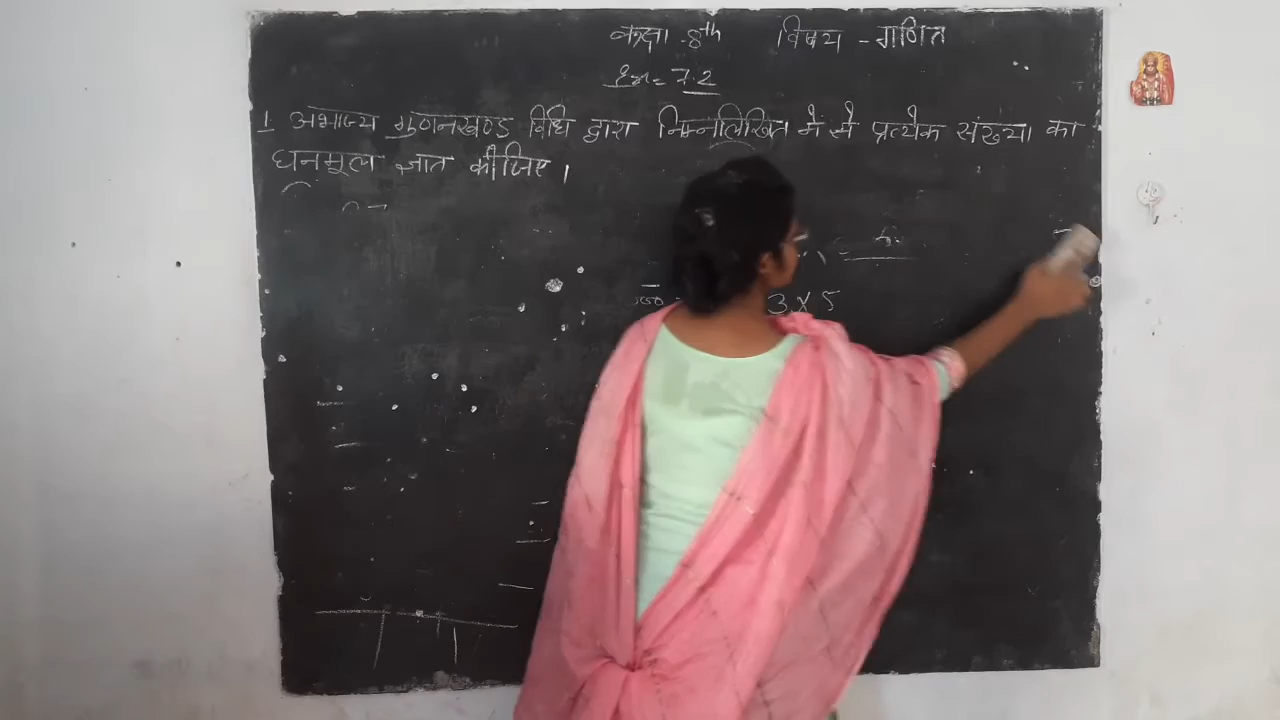 कक्षा 8th विषय - गणित
Ex = 7.2
1 अभाज्य गुणनखण्ड विधि द्वारा निम्नलिखित में से प्रत्येक संख्या का
घनमूल ज्ञात कीजिए।
3 X 5